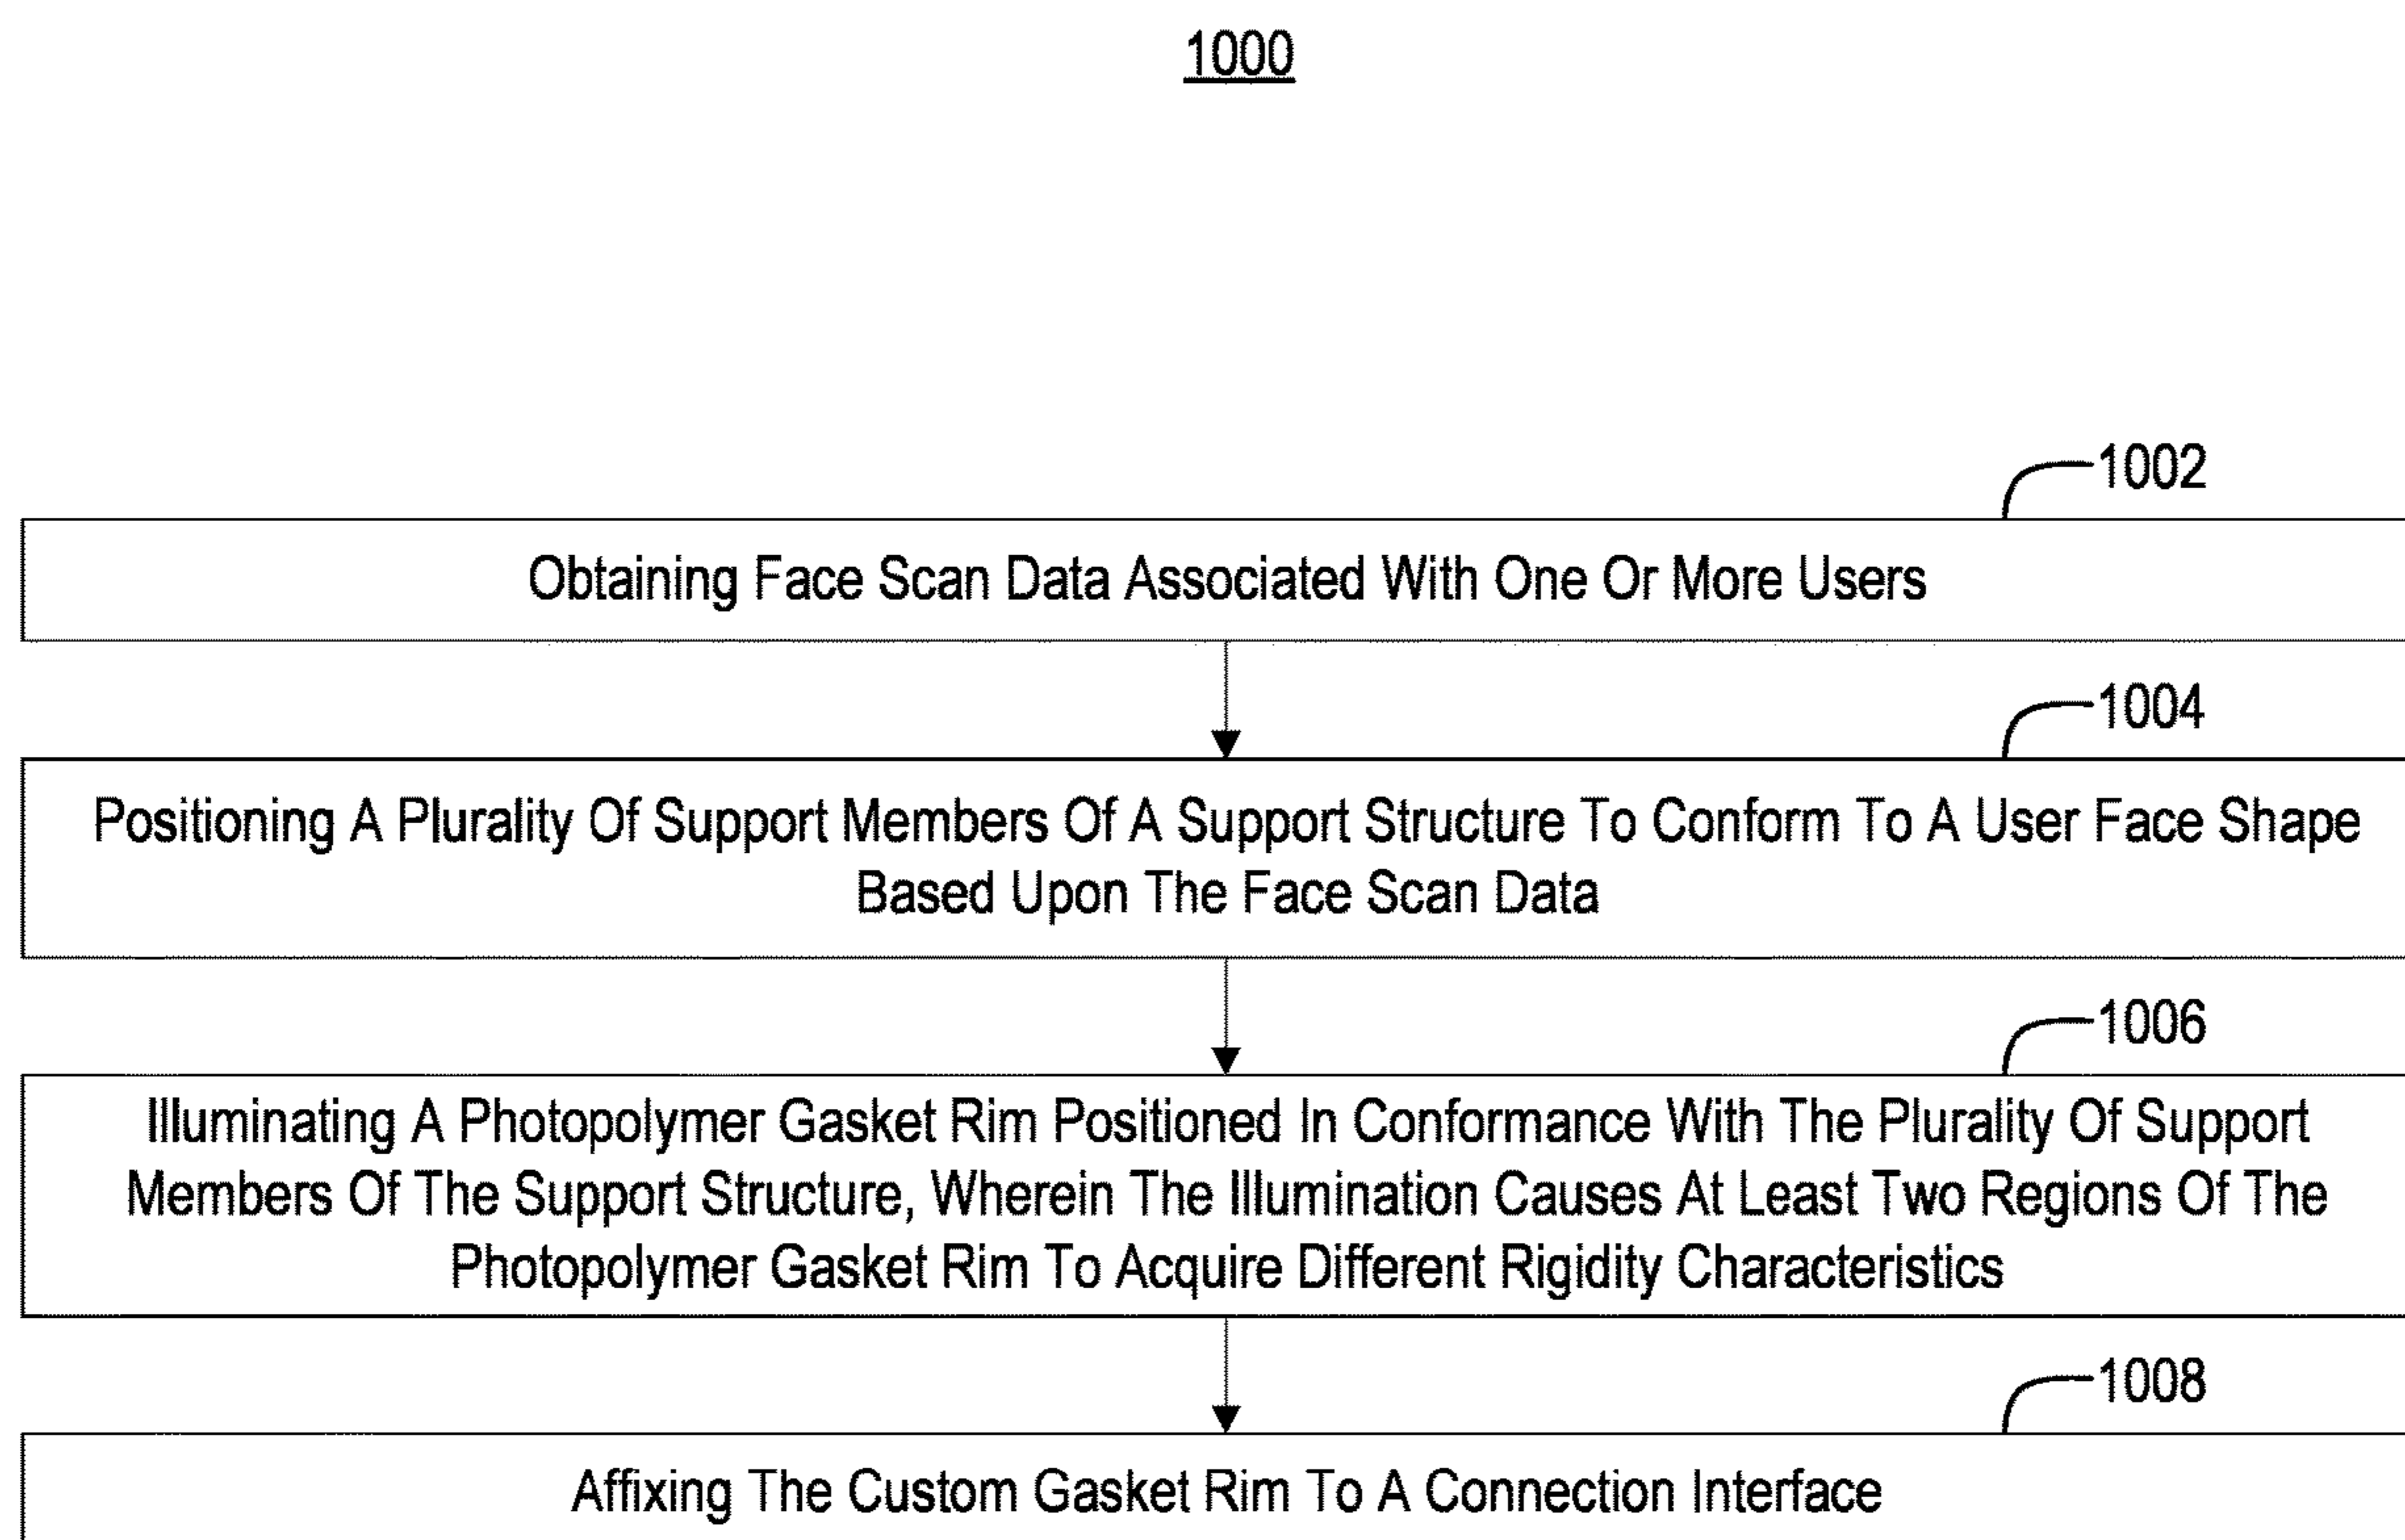 1000
1002
Obtaining Face Scan Data Associated With One Or More Users
1004
Positioning A Plurality Of Support Members Of A Support Structure To Conform To A User Face Shape
Based Upon The Face Scan Data
1006
Illuminating A Photopolymer Gasket Rim Positioned In Conformance With The Plurality Of Support
Members Of The Support Structure, Wherein The Illumination Causes At Least Two Regions Of The
Photopolymer Gasket Rim To Acquire Different Rigidity Characteristics
1008
Affixing The Custom Gasket Rim To A Connection Interface